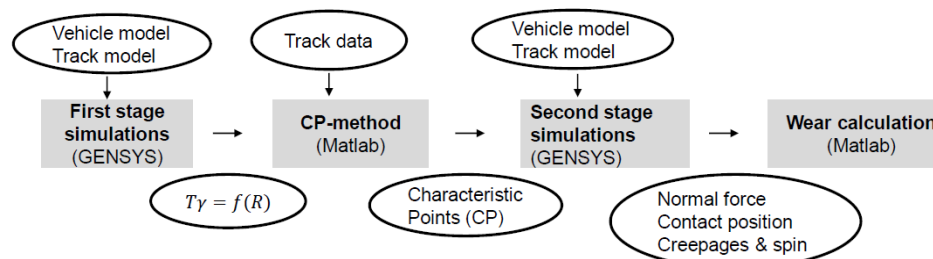 Vehicle model
Track model
Track data
Vehicle model
Track model
First stage
simulations
(GENSYS)
CP-method
(Matlab)
Second stage
simulations
(GENSYS)
Wear calculation
(Matlab)
Tγ = f(R)
Characteristic
Points (CP)
Normal force
Contact position
Creepages & spin